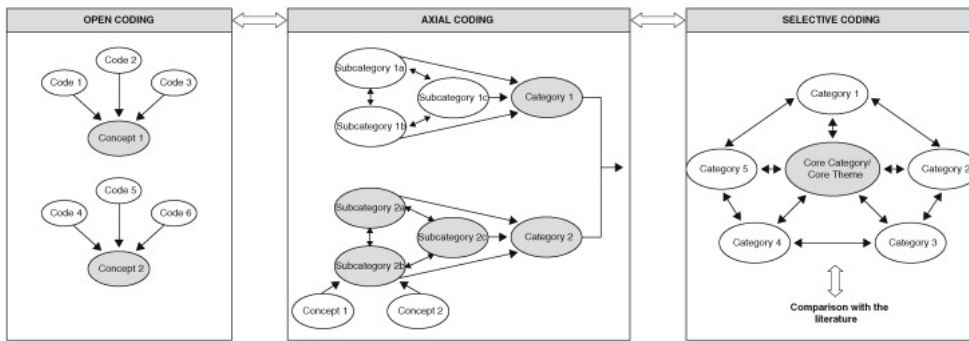 OPEN CODING
Code 2
Code 1
Code 3
Concept 1
Code 5
Code 4
Code 6
Concept 2
AXIAL CODING
Subcategory 1a
Subcategory 1c
Category 1
Subcategory 1b
Subcategory 2a
Subcategory 2c
Category 2
Subcategory 2b
Concept 1
Concept 2
SELECTIVE CODING
Category 1
Category 5
Core Category/
Core Theme
Category 2
Category 4
Category 3
Comparison with the
literature